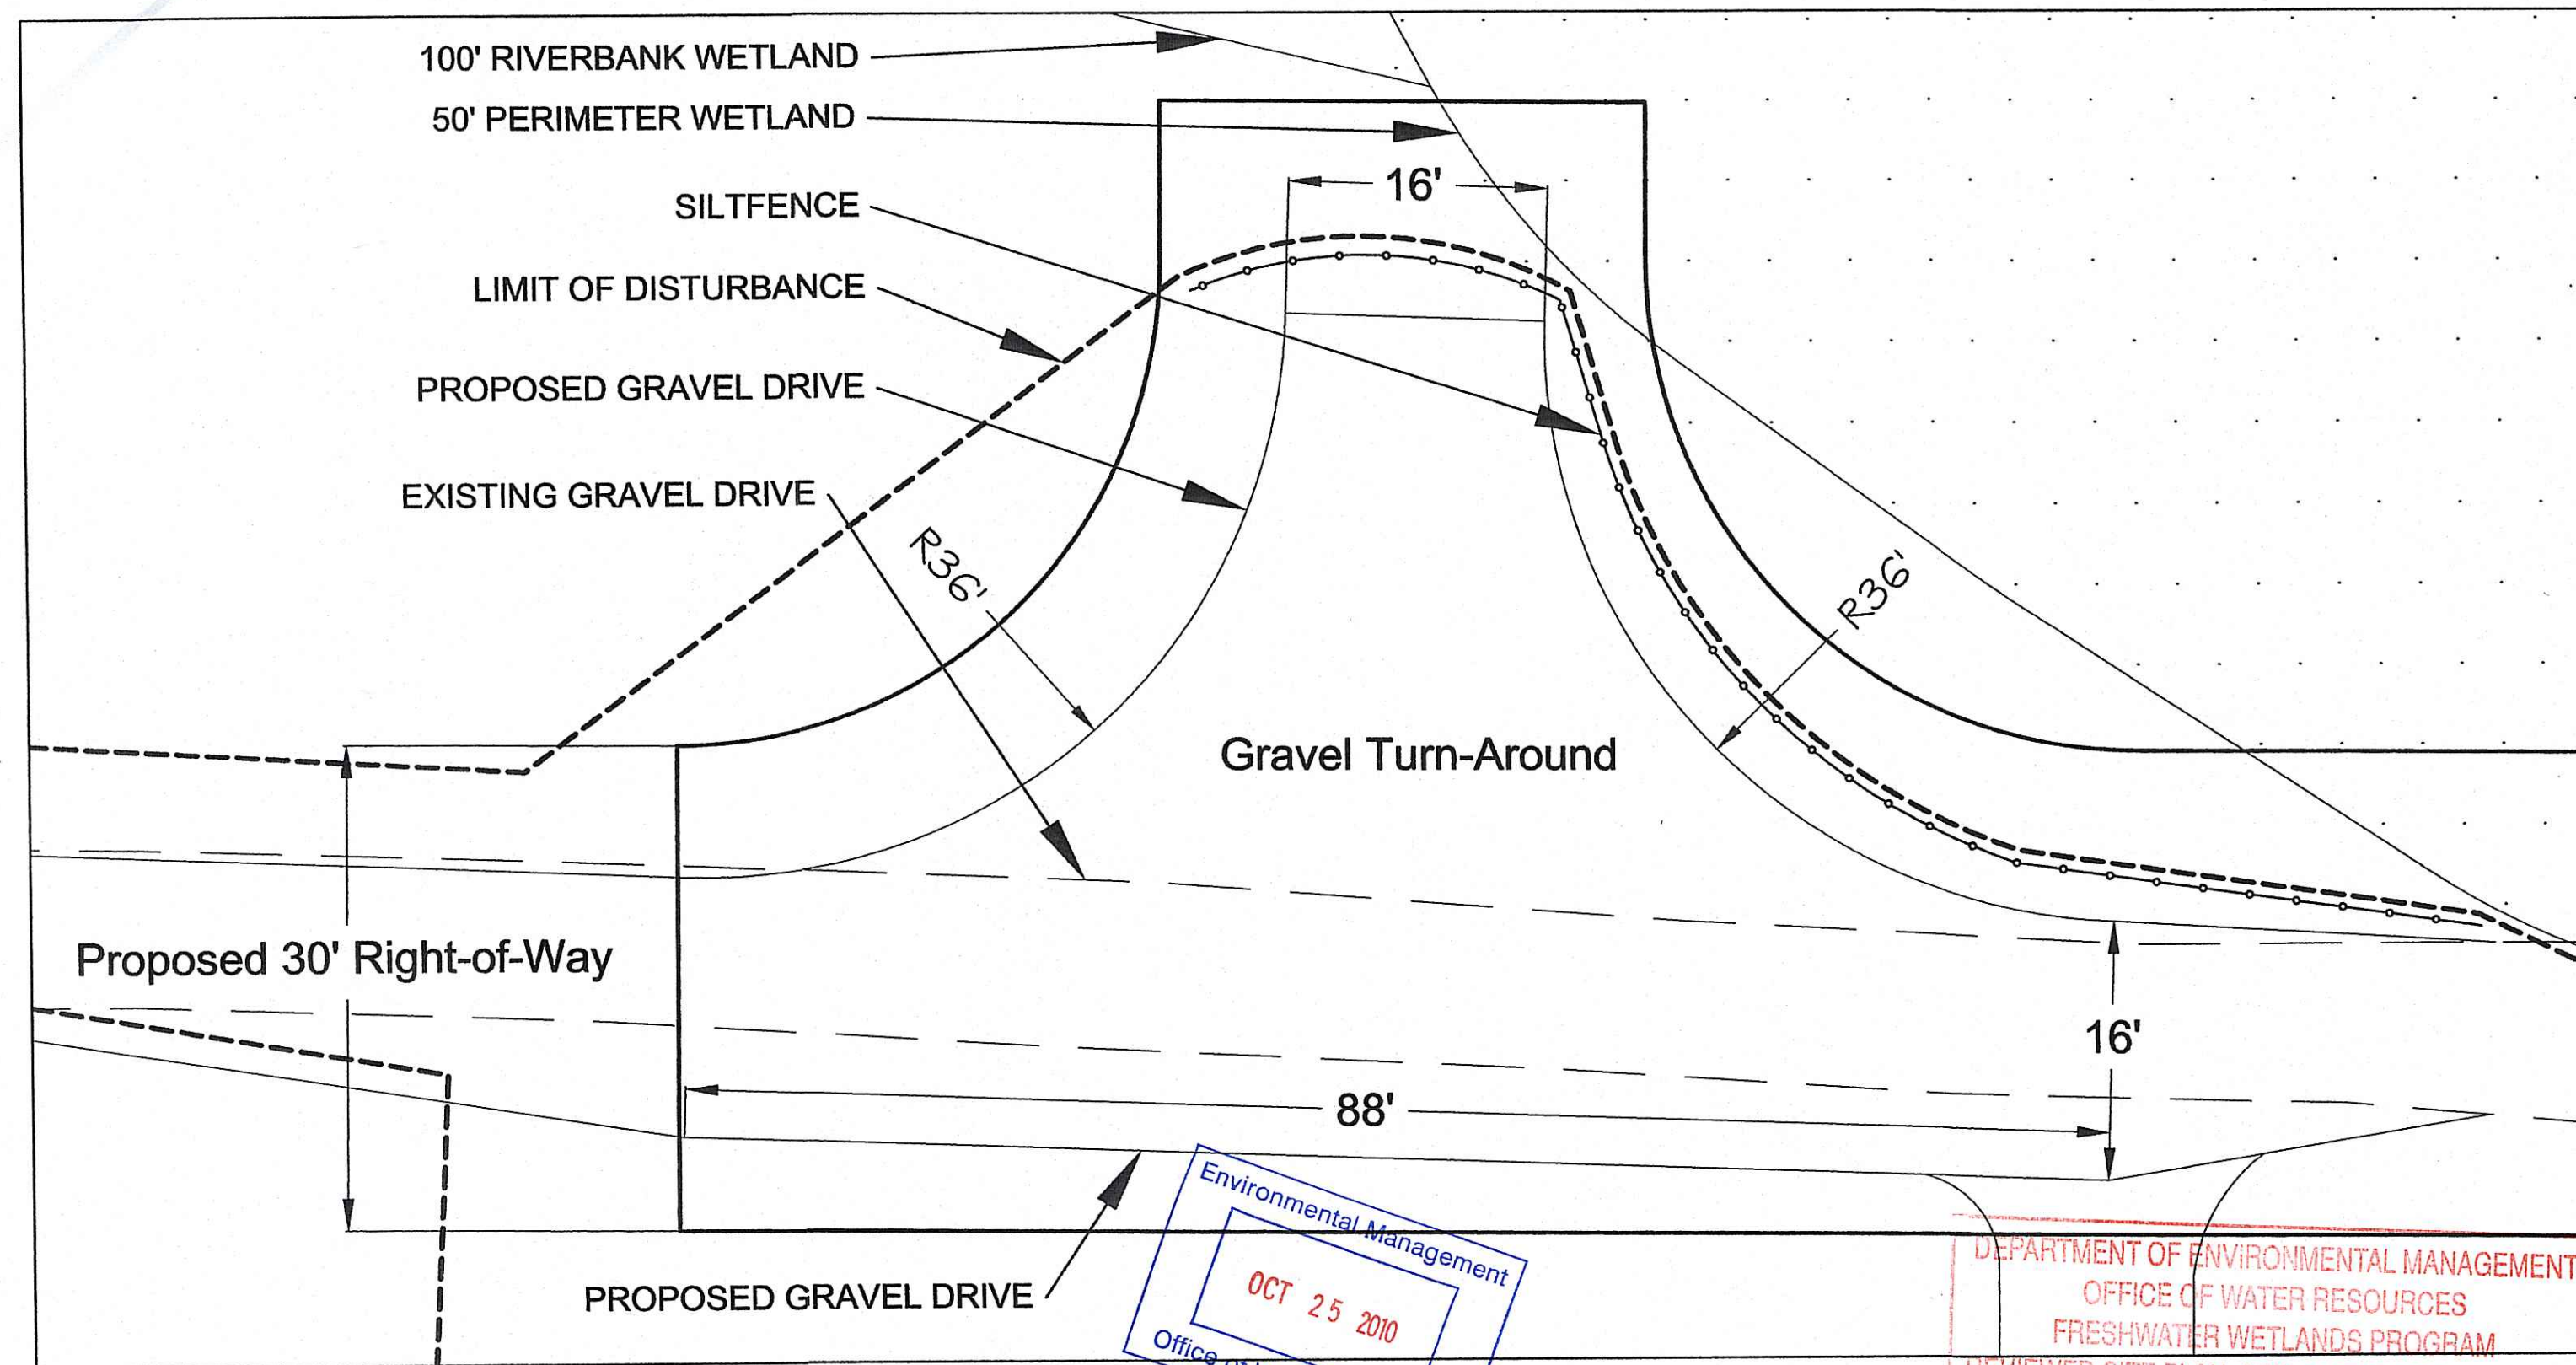 100' RIVERBANK WETLAND
50' PERIMETER WETLAND
16'
SILTFENCE
LIMIT OF DISTURBANCE
PROPOSED GRAVEL DRIVE
EXISTING GRAVEL DRIVE
R36'
R36'
Gravel Turn-Around
Proposed 30' Right-of-Way
16'
88'
PROPOSED GRAVEL DRIVE
Environmental Management
OCT 25 2010
Office of
DEPARTMENT OF ENVIRONMENTAL MANAGEMENT
OFFICE OF WATER RESOURCES
FRESHWATER WETLANDS PROGRAM